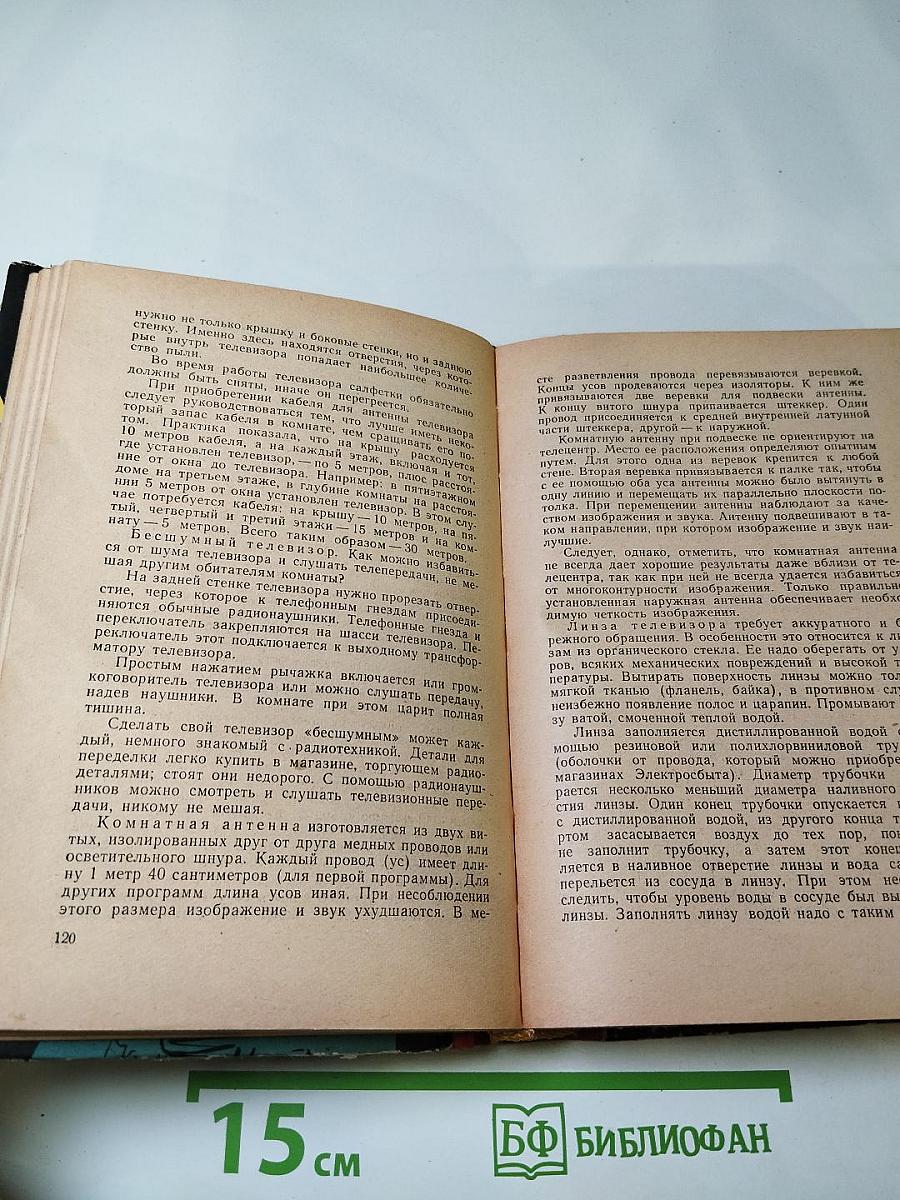 нужно не только крышку и боковые стенки, но и заднюю
стенку. Именно здесь находятся отверстия, через кото-
рые внутрь телевизора попадает наибольшее количе-
ство пыли.
Во время работы телевизора салфетки обязательно
должны быть сняты, иначе он перегреется.
При приобретении кабеля для антенны телевизора
следует руководствоваться тем, что лучше иметь неко-
торый запас кабеля в комнате, чем сращивать его по-
том. Практика показала, что на крышу расходуется
10 метров кабеля, а на каждый этаж, включая и тот,
где установлен телевизор, — по 5 метров, плюс расстоя-
ние от окна до телевизора. Например: в пятиэтажном
доме на третьем этаже, в глубине комнаты на расстоя-
нии 5 метров от окна установлен телевизор. В этом слу-
чае потребуется кабеля: на крышу — 10 метров, на пя-
тый, четвертый и третий этажи — 15 метров и на ком-
нату — 5 метров. Всего таким образом — 30 метров.
Бесшумный телевизор. Как можно избавить-
ся от шума телевизора и слушать телепередачи, не ме-
шая другим обитателям комнаты?
На задней стенке телевизора нужно прорезать отвер-
стие, через которое к телефонным гнездам присоеди-
няются обычные радионаушники. Телефонные гнезда и
переключатель закрепляются на шасси телевизора. Пе-
реключатель этот подключается к выходному трансфор-
матору телевизора.
Простым нажатием рычажка включается или гром-
коговоритель телевизора или можно слушать передачу,
надев наушники. В комнате при этом царит полная
тишина.
Сделать свой телевизор «бесшумным» может каж-
дый, немного знакомый с радиотехникой. Детали для
переделки легко купить в магазине, торгующем радио-
деталями; стоят они недорого. С помощью радионауш-
ников можно смотреть и слушать телевизионные пере-
дачи, никому не мешая.
Комнатная антенна изготовляется из двух ви-
тых, изолированных друг от друга медных проводов или
осветительного шнура. Каждый провод (ус) имеет дли-
ну 1 метр 40 сантиметров (для первой программы). Для
других программ длина усов иная. При несоблюдении
этого размера изображение и звук ухудшаются. В ме-
120
сте разветвления провода перевязываются веревкой.
Концы усов продеваются через изоляторы. К ним же
привязываются две веревки для подвески антенны.
К концу витого шнура припаивается штеккер. Один
провод присоединяется к средней внутренней латунной
части штеккера, другой — к наружной.
Комнатную антенну при подвеске не ориентируют на
телецентр. Место ее расположения определяют опытным
путем. Для этого одна из веревок крепится к любой
стене. Вторая веревка привязывается к палке так, чтобы
с ее помощью оба уса антенны можно было вытянуть в
одну линию и перемещать их параллельно плоскости по-
толка. При перемещении антенны наблюдают за каче-
ством изображения и звука. Антенну подвешивают в та-
ком направлении, при котором изображение и звук наи-
лучшие.
Следует, однако, отметить, что комнатная антенна
не всегда дает хорошие результаты даже вблизи от те-
лецентра, так как при ней не всегда удается избавиться
от многоконтурности изображения. Только правильн
установленная наружная антенна обеспечивает необхо
димую четкость изображения.
Линза телевизора требует аккуратного и б
режного обращения. В особенности это относится к ли
зам из органического стекла. Ее надо оберегать от у
ров, всяких механических повреждений и высокой т
пературы. Вытирать поверхность линзы можно тол
мягкой тканью (фланель, байка), в противном слу
неизбежно появление полос и царапин. Промывают
зу ватой, смоченной теплой водой.
Линза заполняется дистиллированной водой с
мощью резиновой или полихлорвиниловой тру
(оболочки от провода, который можно приобре
магазинах Электросбыта). Диаметр трубочки
рается несколько меньший диаметра наливного
стия линзы. Один конец трубочки опускается
с дистиллированной водой, из другого конца т
ртом засасывается воздух до тех пор, пок
не заполнит трубочку, а затем этот конец
ляется в наливное отверстие линзы и вода са
перельется из сосуда в линзу. При этом не
следить, чтобы уровень воды в сосуде был вы
линзы. Заполнять линзу водой надо с таким
15 см
БФ БИБЛИОФАН